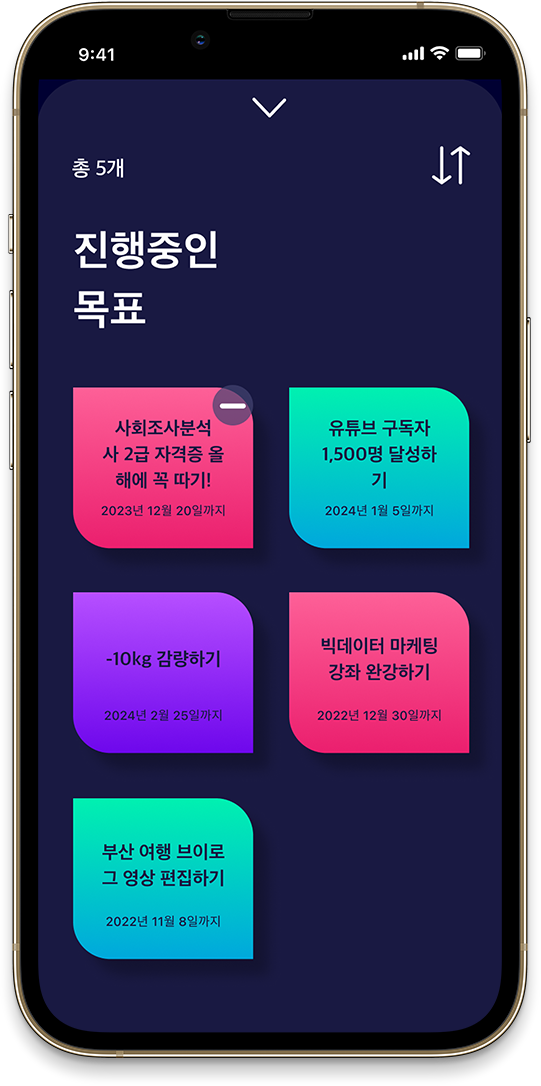 9:41
총 5개
진행중인
목표
사회조사분석
사 2급 자격증 올
해에 꼭 따기!
2023년 12월 20일까지
유튜브 구독자
1,500명 달성하
기
2024년 1월 5일까지
-10kg 감량하기
2024년 2월 25일까지
빅데이터 마케팅
강좌 완강하기
2022년 12월 30일까지
부산 여행 브이로
그 영상 편집하기
2022년 11월 8일까지